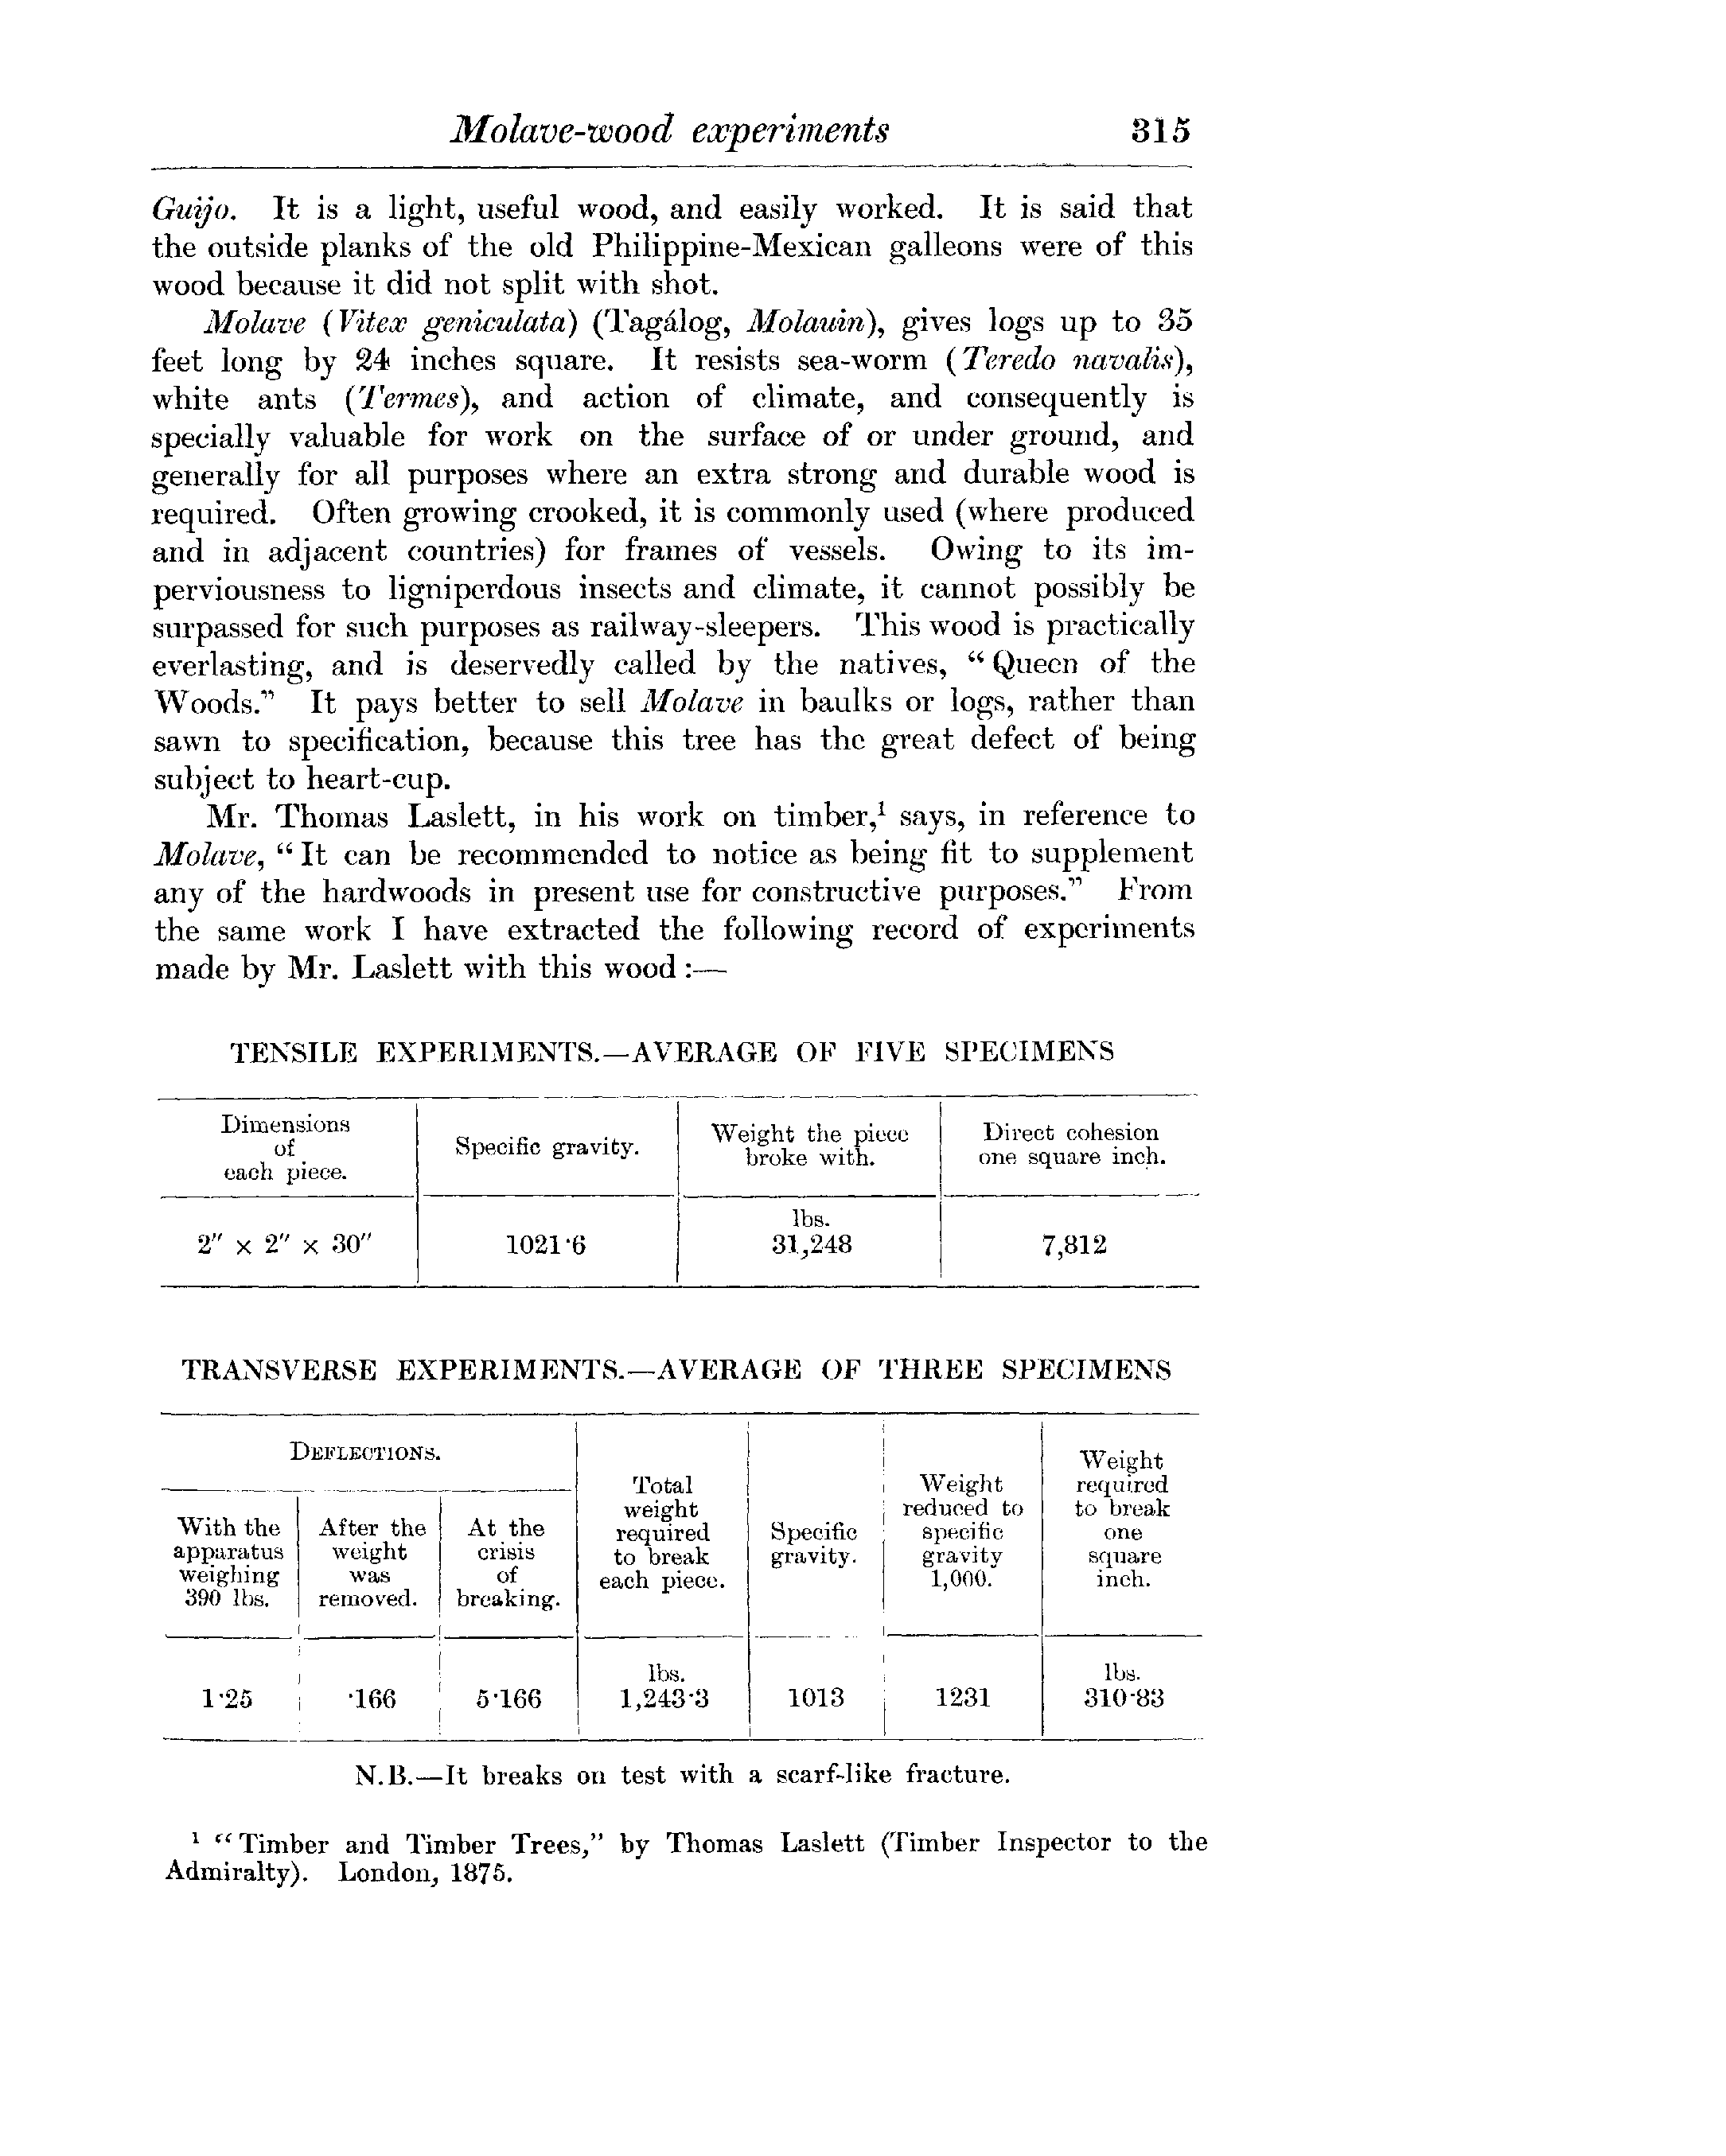 Molave-wood experiments 315
Guijo. It is a light, useful wood, and easily worked. It is said that
the outside planks of the old Philippine-Mexican galleons were of this
wood because it did not split with shot.
Molave (Vitex geniculata) (Tagálog, Molauin), gives logs up to 35
feet long by 24 inches square. It resists sea-worm (Teredo navalis),
white ants (Termes), and action of climate, and consequently is
specially valuable for work on the surface of or under ground, and
generally for all purposes where an extra strong and durable wood is
required. Often growing crooked, it is commonly used (where produced
and in adjacent countries) for frames of vessels. Owing to its im-
perviousness to ligniperdous insects and climate, it cannot possibly be
surpassed for such purposes as railway-sleepers. This wood is practically
everlasting, and is deservedly called by the natives, “Queen of the
Woods.” It pays better to sell Molave in baulks or logs, rather than
sawn to specification, because this tree has the great defect of being
subject to heart-cup.
Mr. Thomas Laslett, in his work on timber,¹ says, in reference to
Molave, “It can be recommended to notice as being fit to supplement
any of the hardwoods in present use for constructive purposes.” From
the same work I have extracted the following record of experiments
made by Mr. Laslett with this wood:—
TENSILE EXPERIMENTS.—AVERAGE OF FIVE SPECIMENS
Dimensions
of
each piece.
Specific gravity.
Weight the piece
broke with.
Direct cohesion
one square inch.
2″ × 2″ × 30″
1021·6
lbs.
31,248
7,812
TRANSVERSE EXPERIMENTS.—AVERAGE OF THREE SPECIMENS
DEFLECTIONS.
With the
apparatus
weighing
390 lbs.
After the
weight
was
removed.
At the
crisis
of
breaking.
Total
weight
required
to break
each piece.
Specific
gravity.
Weight
reduced to
specific
gravity
1,000.
Weight
required
to break
one
square
inch.
1·25
·166
5·166
lbs.
1,243·3
1013
1231
lbs.
310·83
N.B.—It breaks on test with a scarf-like fracture.
¹ “Timber and Timber Trees,” by Thomas Laslett (Timber Inspector to the
Admiralty). London, 1875.